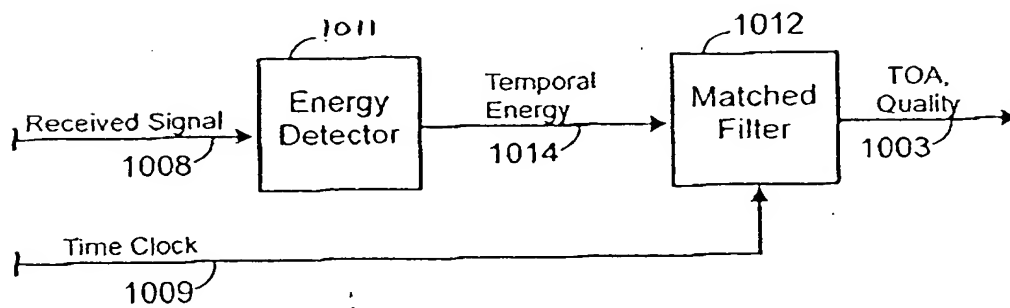 1011
1012
Energy
Detector
Temporal
Energy
Matched
Filter
TOA,
Quality
Received Signal
1008
1014
1003
Time Clock
1009